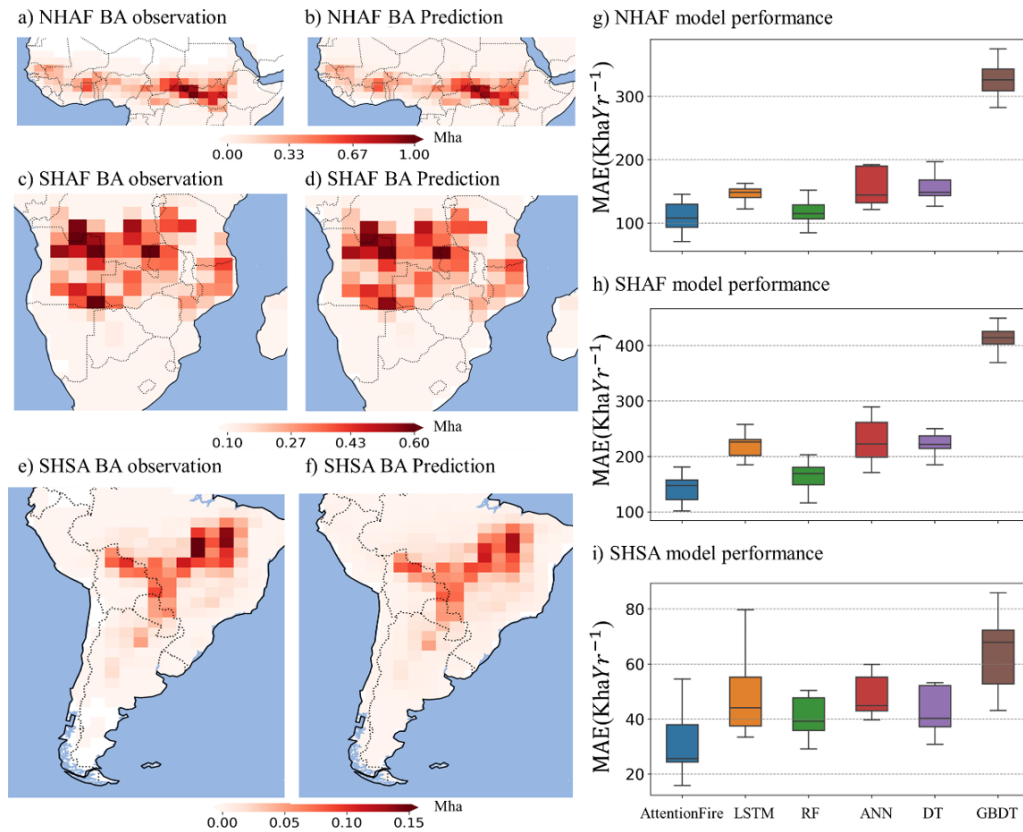 a) NHAF BA observation
b) NHAF BA Prediction
0.00 0.33 0.67 1.00 Mha
c) SHAF BA observation
d) SHAF BA Prediction
0.10 0.27 0.43 0.60 Mha
e) SHSA BA observation
f) SHSA BA Prediction
0.00 0.05 0.10 0.15 Mha
g) NHAF model performance
MAE(KhaYr⁻¹)
300
200
100
h) SHAF model performance
MAE(KhaYr⁻¹)
400
300
200
100
i) SHSA model performance
MAE(KhaYr⁻¹)
80
60
40
20
AttentionFire LSTM RF ANN DT GBDT